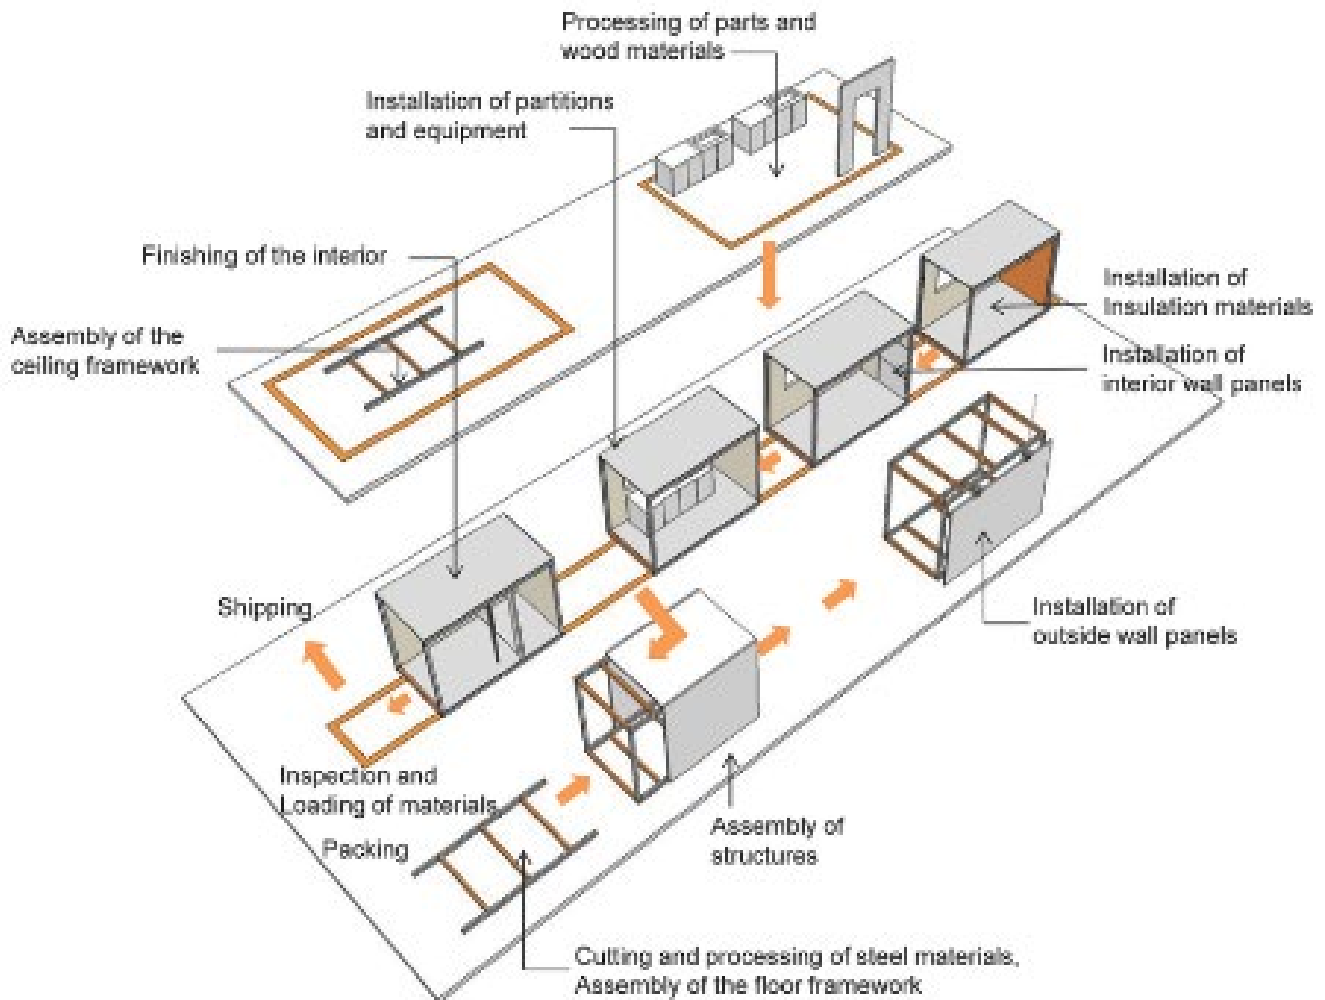 Processing of parts and
wood materials
Installation of partitions
and equipment
Finishing of the interior
Assembly of the
ceiling framework
Installation of
Insulation materials
Installation of
interior wall panels
Shipping
Installation of
outside wall panels
Inspection and
Loading of materials
Packing
Assembly of
structures
Cutting and processing of steel materials,
Assembly of the floor framework